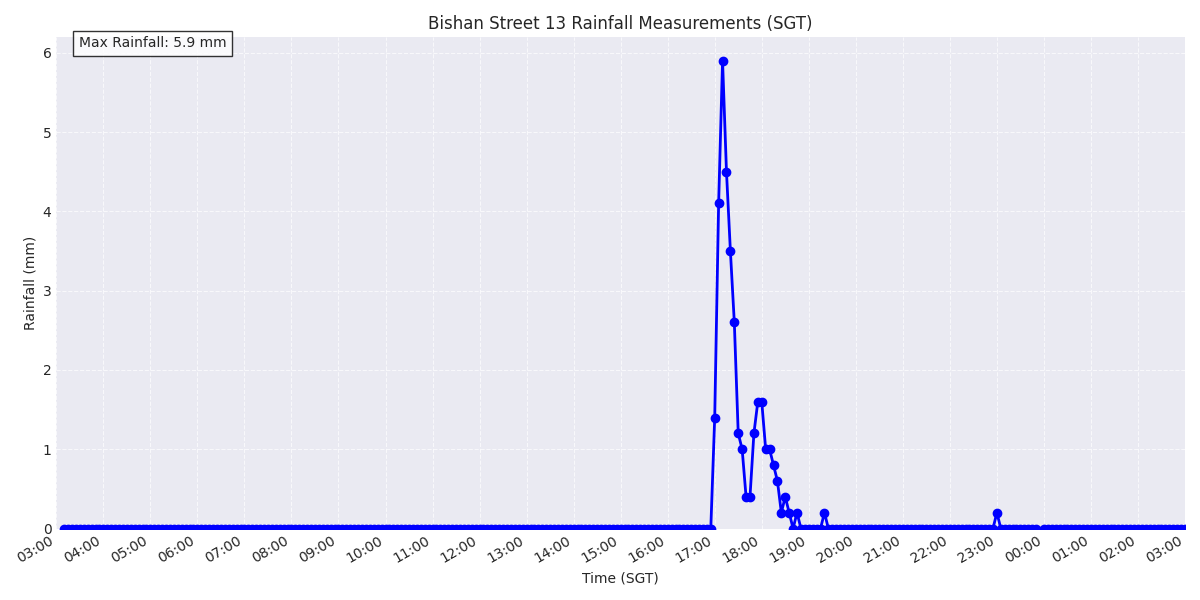 Bishan Street 13 Rainfall Measurements (SGT)
Max Rainfall: 5.9 mm
6
5
4
3
2
1
0
Rainfall (mm)
03:00 04:00 05:00 06:00 07:00 08:00 09:00 10:00 11:00 12:00 13:00 14:00 15:00 16:00 17:00 18:00 19:00 20:00 21:00 22:00 23:00 00:00 01:00 02:00 03:00
Time (SGT)